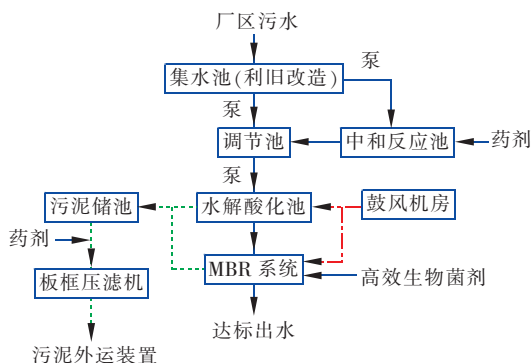 厂区污水
集水池(利旧改造)
泵
泵
调节池
中和反应池
药剂
泵
污泥储池
水解酸化池
鼓风机房
药剂
MBR 系统
高效生物菌剂
板框压滤机
达标出水
污泥外运装置